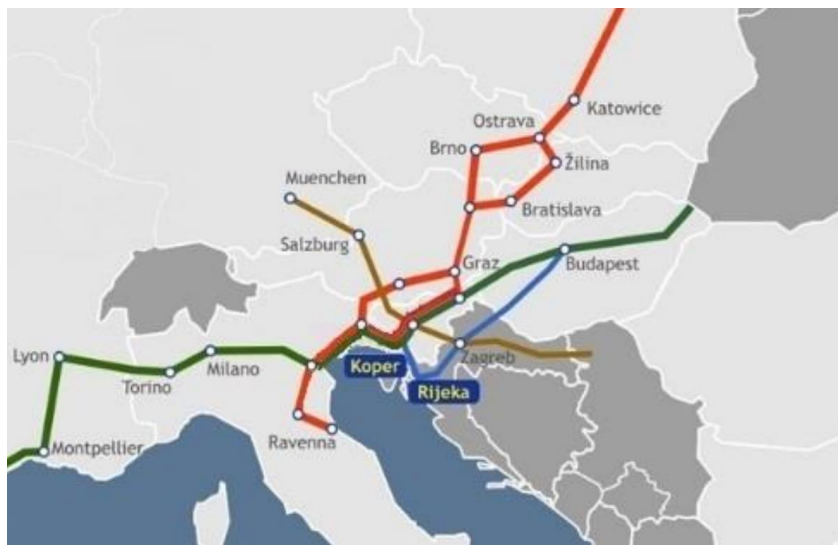 Katowice
Ostrava
Brno
Žilina
Muenchen
Bratislava
Salzburg
Graz
Budapest
Lyon
Torino
Milano
Koper
Zagreb
Rijeka
Ravenna
Montpellier